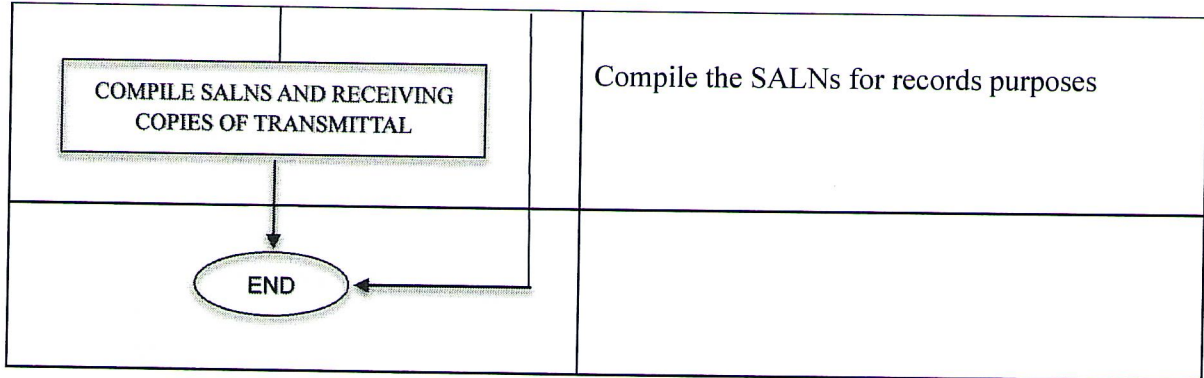 COMPILE SALNS AND RECEIVING
COPIES OF TRANSMITTAL
Compile the SALNs for records purposes
END